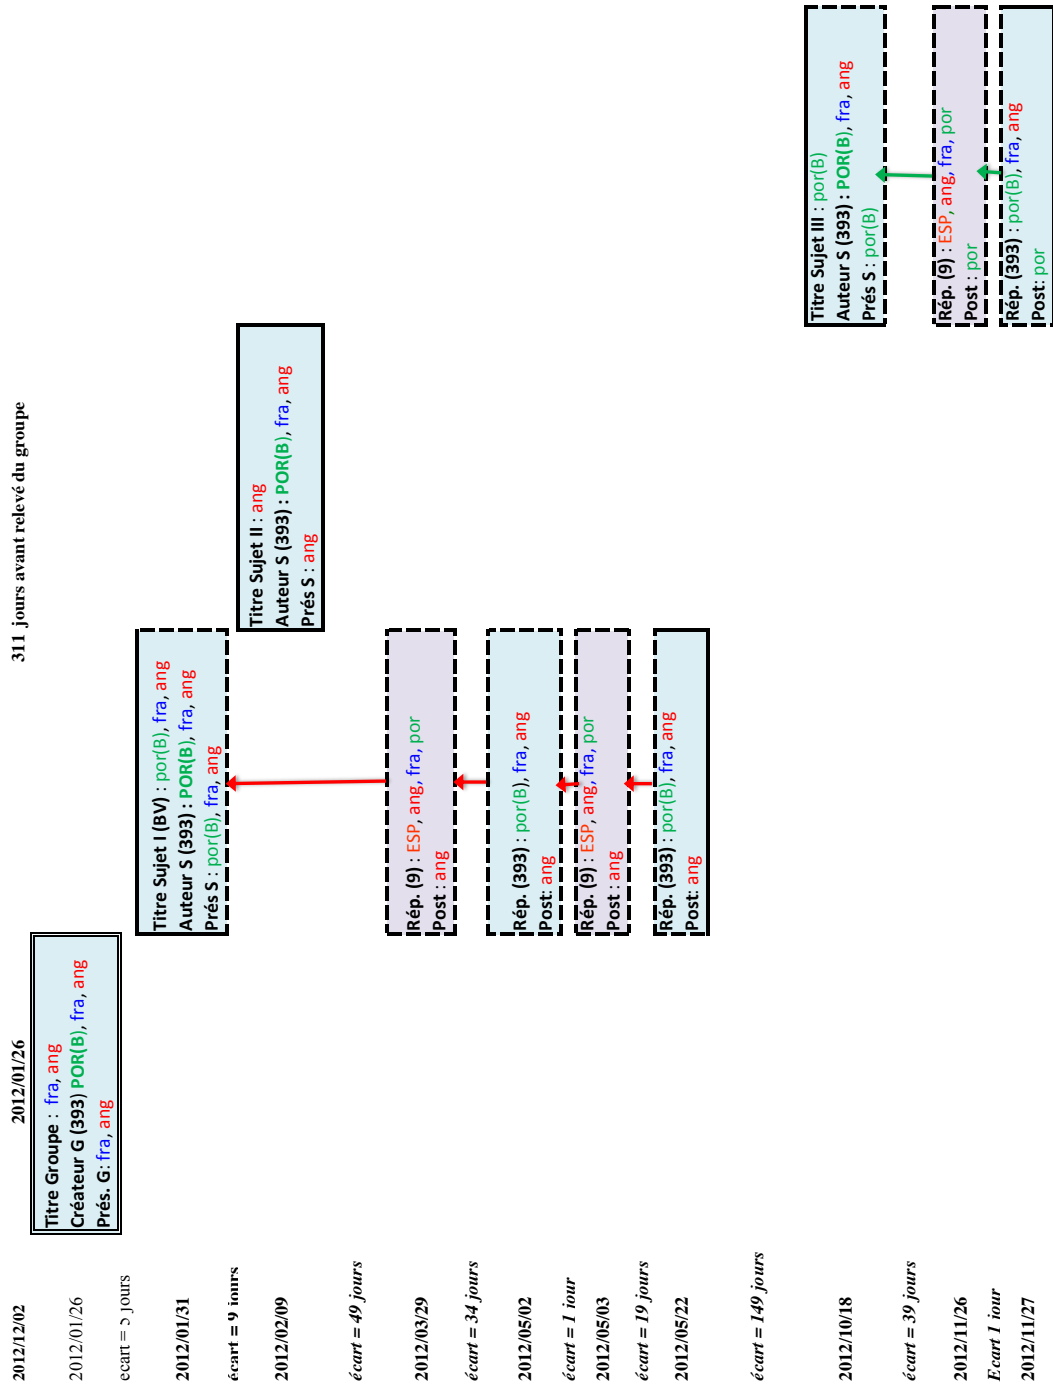 2012/12/02
2012/01/26
311 jours avant relevé du groupe
2012/01/26
Titre Groupe : fra, ang
Créateur G (393) POR(B), fra, ang
Prés. G: fra, ang
ecart = 5 jours
2012/01/31
Titre Sujet I (BV) : por(B), fra, ang
Auteur S (393) : POR(B), fra, ang
Prés S : por(B), fra, ang
écart = 9 jours
2012/02/09
Titre Sujet II : ang
Auteur S (393) : POR(B), fra, ang
Prés S : ang
écart = 49 jours
2012/03/29
Rép. (9) : ESP, ang, fra, por
Post : ang
écart = 34 jours
2012/05/02
Rép. (393) : por(B), fra, ang
Post: ang
écart = 1 jour
2012/05/03
Rép. (9) : ESP, ang, fra, por
Post : ang
écart = 19 jours
2012/05/22
Rép. (393) : por(B), fra, ang
Post: ang
écart = 149 jours
2012/10/18
Titre Sujet III : por(B)
Auteur S (393) : POR(B), fra, ang
Prés S : por(B)
écart = 39 jours
2012/11/26
Rép. (9) : ESP, ang, fra, por
Post : por
Ecart 1 jour
2012/11/27
Rép. (393) : por(B), fra, ang
Post: por